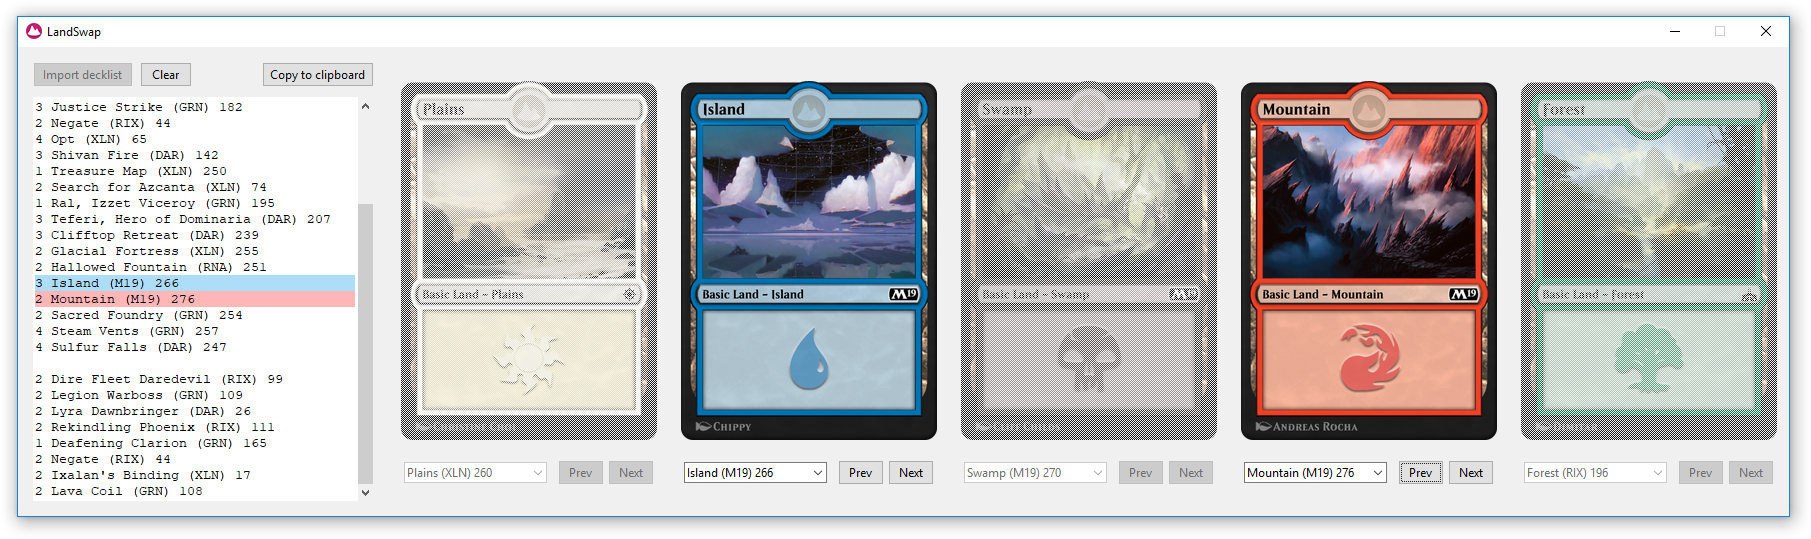 LandSwap
Import decklist
Clear
Copy to clipboard
3 Justice Strike (GRN) 182
2 Negate (RIX) 44
4 Opt (XLN) 65
3 Shivan Fire (DAR) 142
1 Treasure Map (XLN) 250
2 Search for Azcanta (XLN) 74
1 Ral, Izzet Viceroy (GRN) 195
3 Teferi, Hero of Dominaria (DAR) 207
3 Clifftop Retreat (DAR) 239
2 Glacial Fortress (XLN) 255
2 Hallowed Fountain (RNA) 251
3 Island (M19) 266
2 Mountain (M19) 276
2 Sacred Foundry (GRN) 254
4 Steam Vents (GRN) 257
4 Sulfur Falls (DAR) 247
2 Dire Fleet Daredevil (RIX) 99
2 Legion Warboss (GRN) 109
2 Lyra Dawnbringer (DAR) 26
2 Rekindling Phoenix (RIX) 111
1 Deafening Clarion (GRN) 165
2 Negate (RIX) 44
2 Ixalan's Binding (XLN) 17
2 Lava Coil (GRN) 108
Plains
Basic Land – Plains
Plains (XLN) 260
Prev
Next
Island
Basic Land – Island
M19
Chippy
Island (M19) 266
Prev
Next
Swamp
Basic Land – Swamp
M19
Swamp (M19) 270
Prev
Next
Mountain
Basic Land – Mountain
M19
Andreas Rocha
Mountain (M19) 276
Prev
Next
Forest
Basic Land – Forest
Forest (RIX) 196
Prev
Next